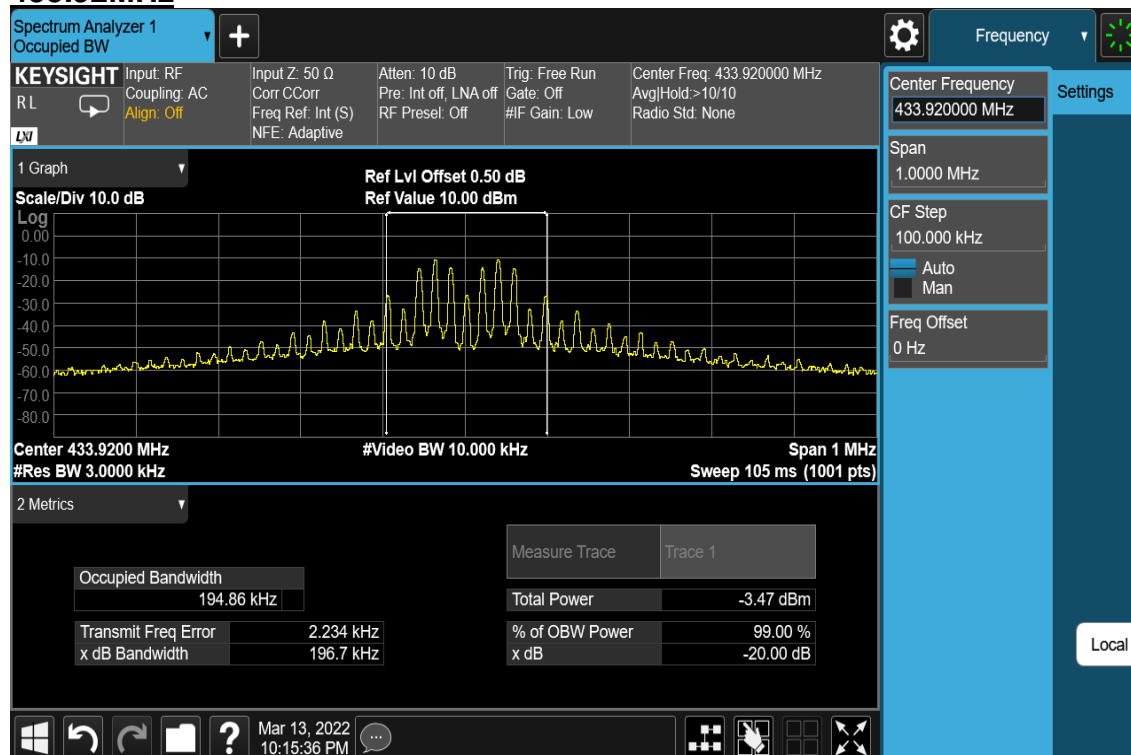 433.92MHz
Spectrum Analyzer 1
Occupied BW
Frequency
KEYSIGHT
RL
LXI
Input: RF
Coupling: AC
Align: Off
Input Z: 50 Ω
Corr CCorr
Freq Ref: Int (S)
NFE: Adaptive
Atten: 10 dB
Pre: Int off, LNA off
RF Presel: Off
Trig: Free Run
Gate: Off
#IF Gain: Low
Center Freq: 433.920000 MHz
Avg|Hold:>10/10
Radio Std: None
Center Frequency
433.920000 MHz
Settings
Span
1.0000 MHz
CF Step
100.000 kHz
Auto
Man
Freq Offset
0 Hz
1 Graph
Scale/Div 10.0 dB
Ref Lvl Offset 0.50 dB
Ref Value 10.00 dBm
Log
0.00
-10.0
-20.0
-30.0
-40.0
-50.0
-60.0
-70.0
-80.0
Center 433.9200 MHz
#Video BW 10.000 kHz
Span 1 MHz
#Res BW 3.0000 kHz
Sweep 105 ms (1001 pts)
2 Metrics
Measure Trace Trace 1
Occupied Bandwidth
194.86 kHz
Total Power -3.47 dBm
Transmit Freq Error 2.234 kHz
% of OBW Power 99.00 %
x dB Bandwidth 196.7 kHz
x dB -20.00 dB
Local
?
Mar 13, 2022
10:15:36 PM